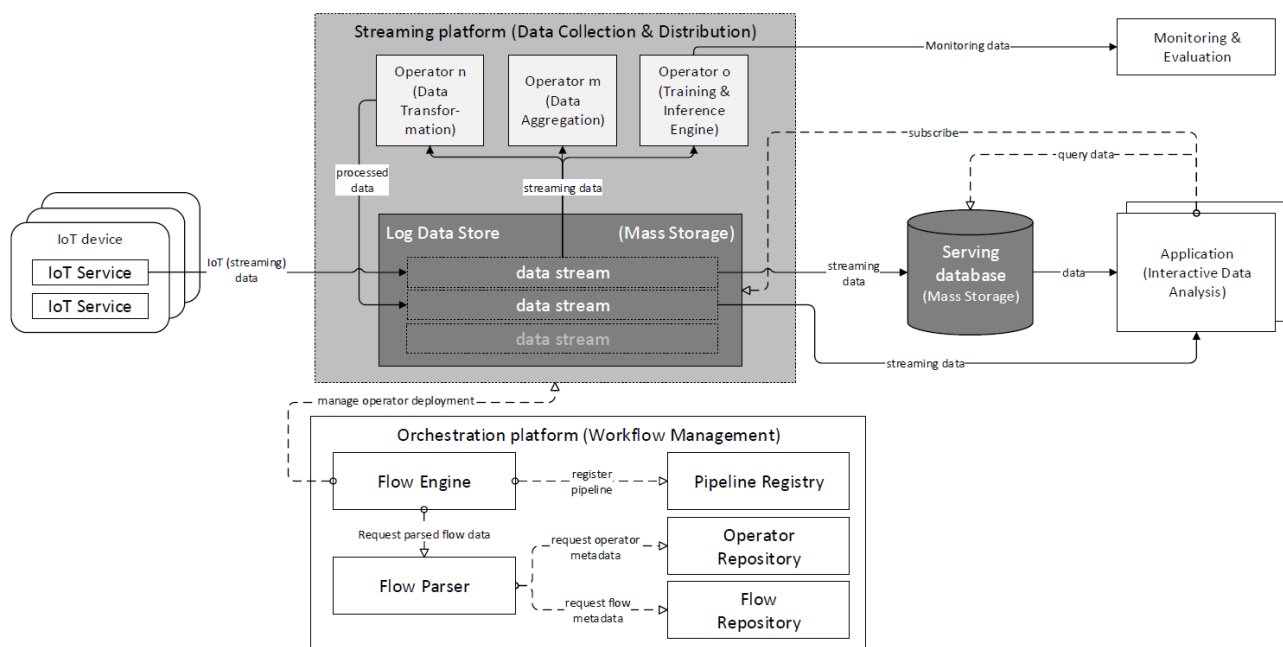 Streaming platform (Data Collection & Distribution)
Operator n
(Data
Transfor-
mation)
Operator m
(Data
Aggregation)
Operator o
(Training &
Inference
Engine)
Monitoring data
Monitoring &
Evaluation
subscribe
query data
processed
data
streaming data
IoT device
IoT Service
IoT Service
IoT (streaming)
data
Log Data Store
(Mass Storage)
data stream
data stream
data stream
streaming
data
Serving
database
(Mass Storage)
data
Application
(Interactive Data
Analysis)
streaming data
manage operator deployment
Orchestration platform (Workflow Management)
Flow Engine
register
pipeline
Pipeline Registry
Request parsed flow data
Flow Parser
request operator
metadata
Operator
Repository
request flow
metadata
Flow
Repository